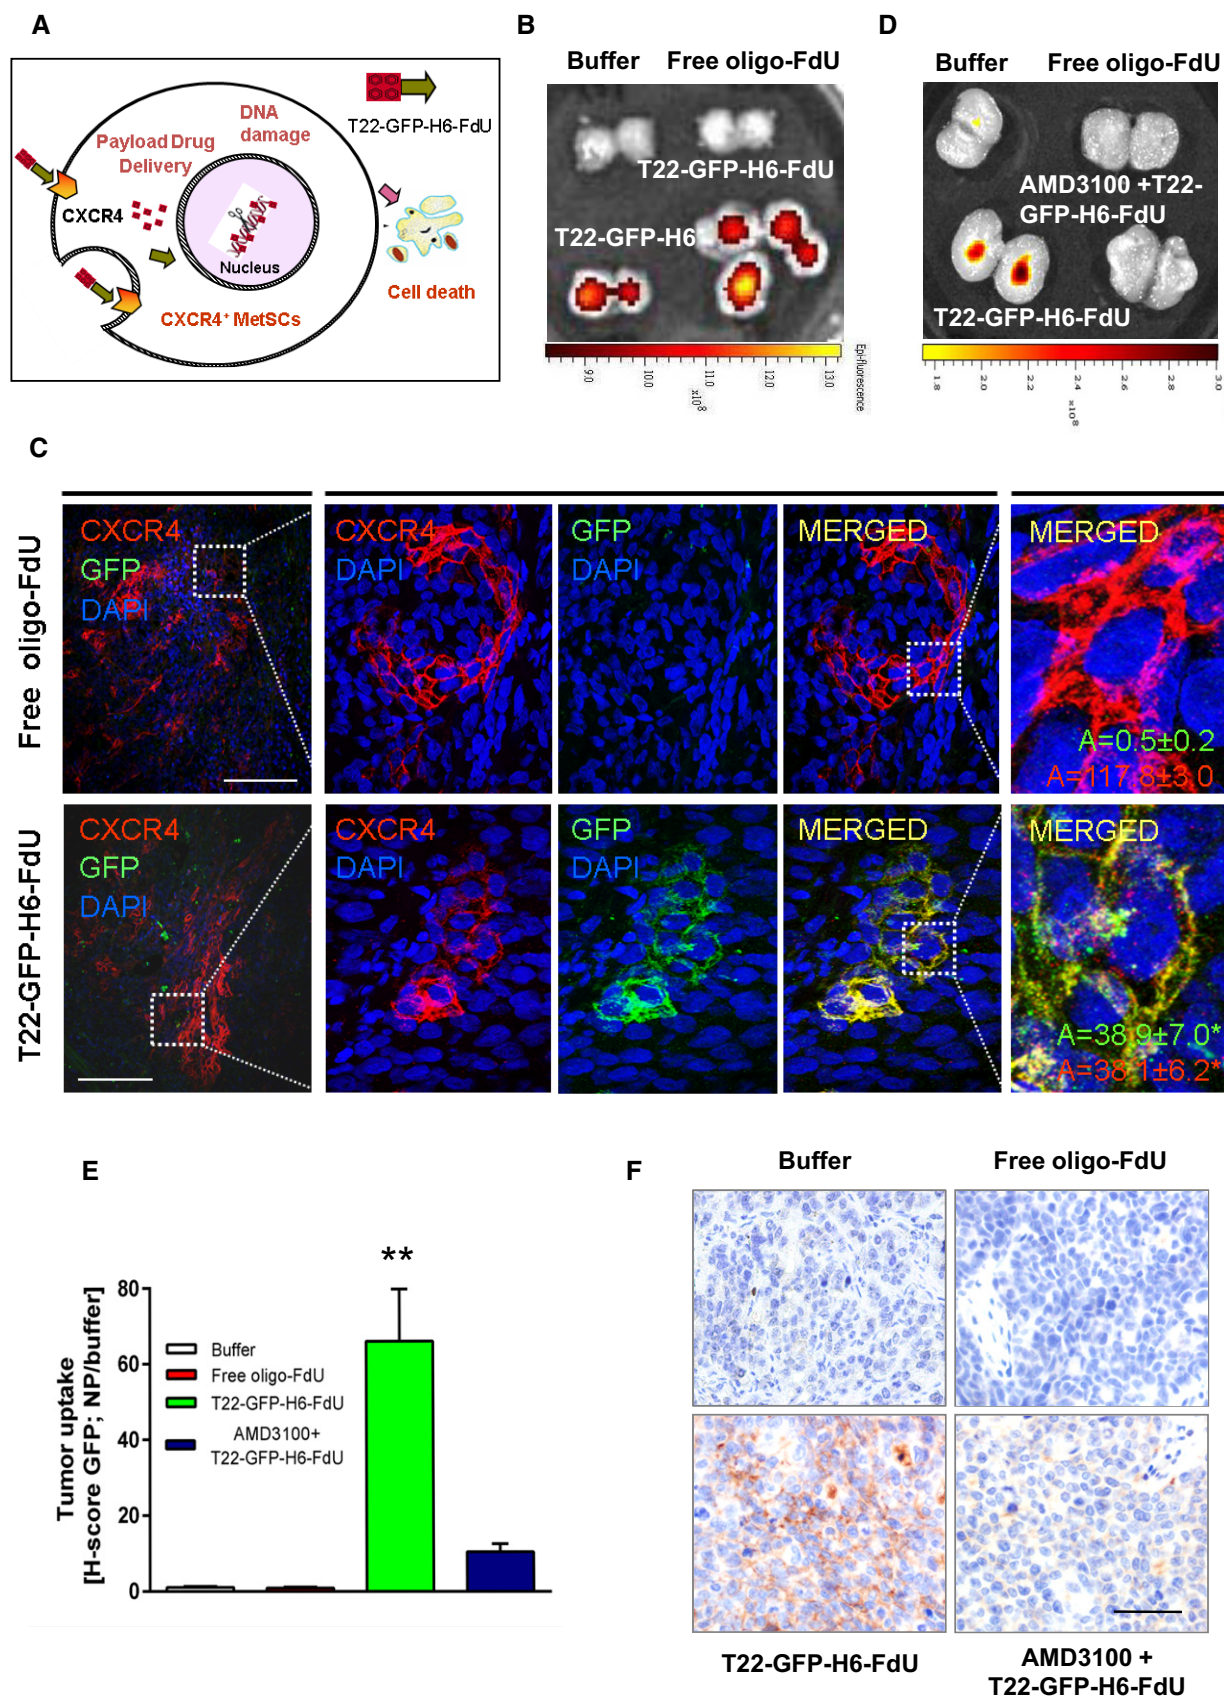 A
DNA
damage
Payload Drug
Delivery
T22-GFP-H6-FdU
CXCR4
Nucleus
CXCR4+ MetSCs
Cell death
B
Buffer Free oligo-FdU
T22-GFP-H6-FdU
T22-GFP-H6
9.0 10.0 11.0 12.0 13.0
x10⁸
Epi-fluorescence
D
Buffer Free oligo-FdU
AMD3100 +T22-
GFP-H6-FdU
T22-GFP-H6-FdU
1.8 2.0 2.2 2.4 2.6 2.8 3.0
x10⁸
C
Free oligo-FdU
CXCR4
GFP
DAPI
CXCR4
DAPI
GFP
DAPI
MERGED
MERGED
A=0.5±0.2
A=117.8±3.0
T22-GFP-H6-FdU
CXCR4
GFP
DAPI
CXCR4
DAPI
GFP
DAPI
MERGED
MERGED
A=38.9±7.0*
A=38.1±6.2*
E
Tumor uptake
[H-score GFP; NP/buffer]
80
60
40
20
0
**
Buffer
Free oligo-FdU
T22-GFP-H6-FdU
AMD3100+
T22-GFP-H6-FdU
F
Buffer Free oligo-FdU
T22-GFP-H6-FdU
AMD3100 +
T22-GFP-H6-FdU